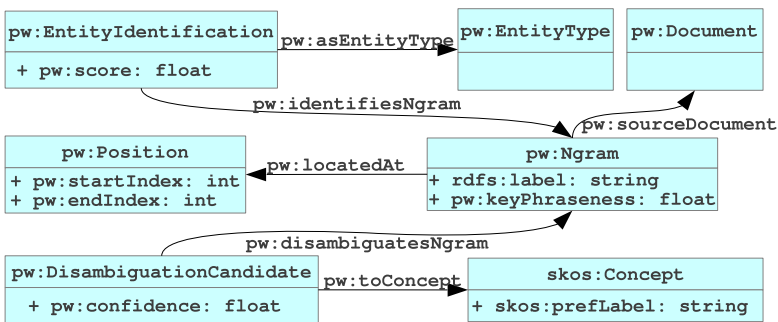 pw:EntityIdentification
+ pw:score: float
pw:asEntityType
pw:EntityType
pw:Document
pw:identifiesNgram
pw:sourceDocument
pw:Position
+ pw:startIndex: int
+ pw:endIndex: int
pw:locatedAt
pw:Ngram
+ rdfs:label: string
+ pw:keyPhraseness: float
pw:disambiguatesNgram
pw:DisambiguationCandidate
+ pw:confidence: float
pw:toConcept
skos:Concept
+ skos:prefLabel: string